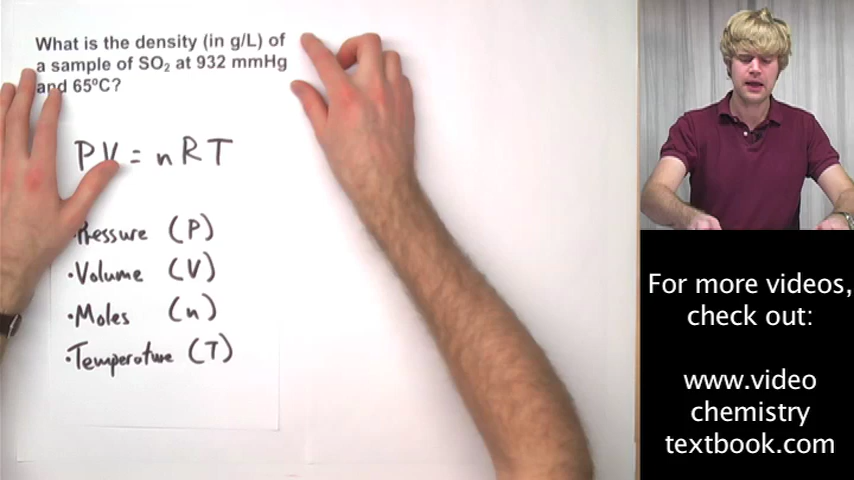 What is the density (in g/L) of
a sample of SO₂ at 932 mmHg
and 65ºC?
PV = nRT
•Pressure (P)
•Volume (V)
•Moles (n)
•Temperature (T)
For more videos,
check out:
www.video
chemistry
textbook.com